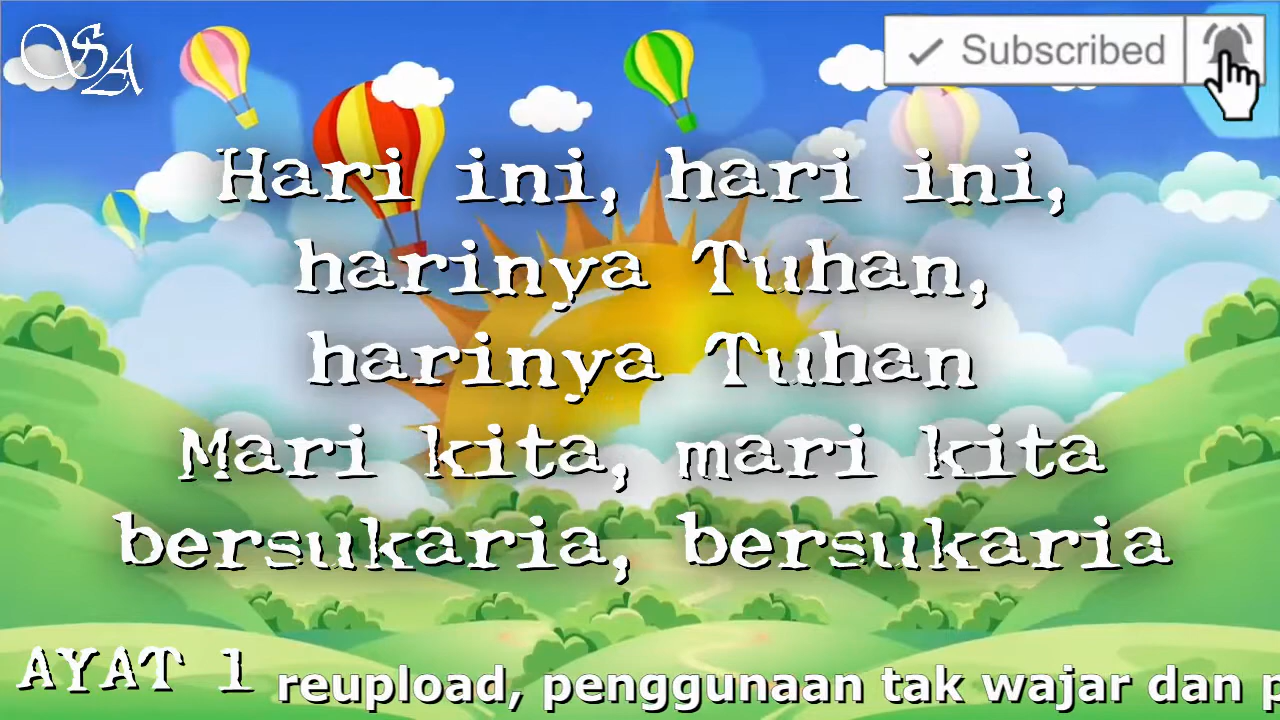 SA
Subscribed
Hari ini, hari ini,
harinya Tuhan,
harinya Tuhan
Mari kita, mari kita
bersukaria, bersukaria
AYAT 1
reupload, penggunaan tak wajar dan p